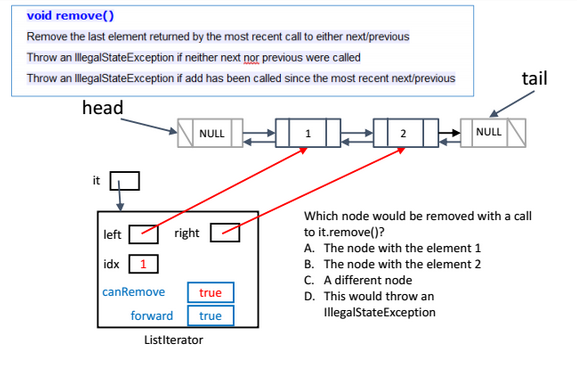 void remove()
Remove the last element returned by the most recent call to either next/previous
Throw an IllegalStateException if neither next nor previous were called
Throw an IllegalStateException if add has been called since the most recent next/previous
tail
head
NULL
1
2
NULL
it
left
right
idx
1
canRemove
true
forward
true
ListIterator
Which node would be removed with a call
to it.remove()?
A. The node with the element 1
B. The node with the element 2
C. A different node
D. This would throw an
IllegalStateException